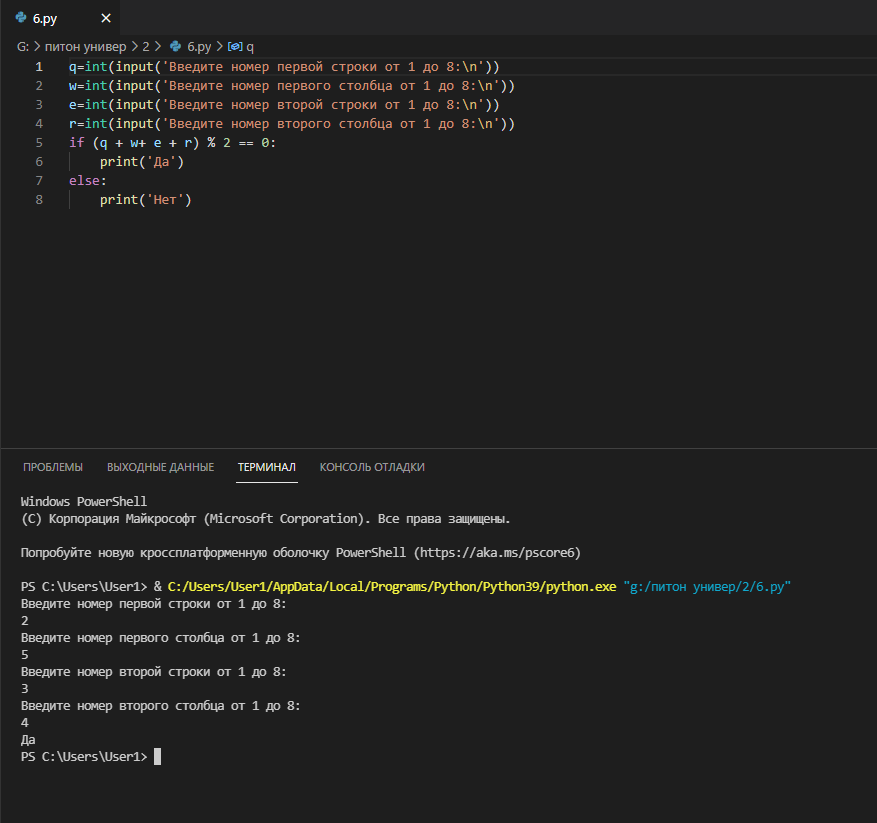 6.py
G: > питон универ > 2 > 6.py > q
1 q=int(input('Введите номер первой строки от 1 до 8:\n'))
2 w=int(input('Введите номер первого столбца от 1 до 8:\n'))
3 e=int(input('Введите номер второй строки от 1 до 8:\n'))
4 r=int(input('Введите номер второго столбца от 1 до 8:\n'))
5 if (q + w+ e + r) % 2 == 0:
6     print('Да')
7 else:
8     print('Нет')
ПРОБЛЕМЫ ВЫХОДНЫЕ ДАННЫЕ ТЕРМИНАЛ КОНСОЛЬ ОТЛАДКИ
Windows PowerShell
(C) Корпорация Майкрософт (Microsoft Corporation). Все права защищены.
Попробуйте новую кроссплатформенную оболочку PowerShell (https://aka.ms/pscore6)
PS C:\Users\User1> & C:/Users/User1/AppData/Local/Programs/Python/Python39/python.exe "g:/питон универ/2/6.py"
Введите номер первой строки от 1 до 8:
2
Введите номер первого столбца от 1 до 8:
5
Введите номер второй строки от 1 до 8:
3
Введите номер второго столбца от 1 до 8:
4
Да
PS C:\Users\User1>